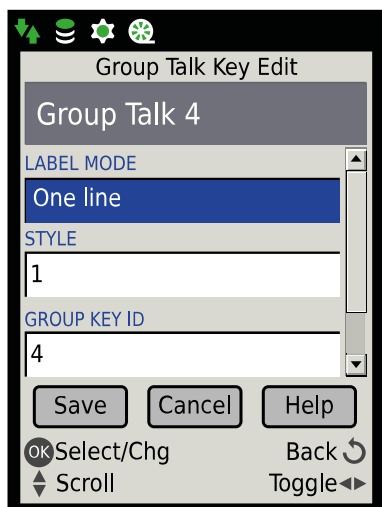 Group Talk Key Edit
Group Talk 4
LABEL MODE
One line
STYLE
1
GROUP KEY ID
4
Save Cancel Help
OK Select/Chg Back
Scroll Toggle